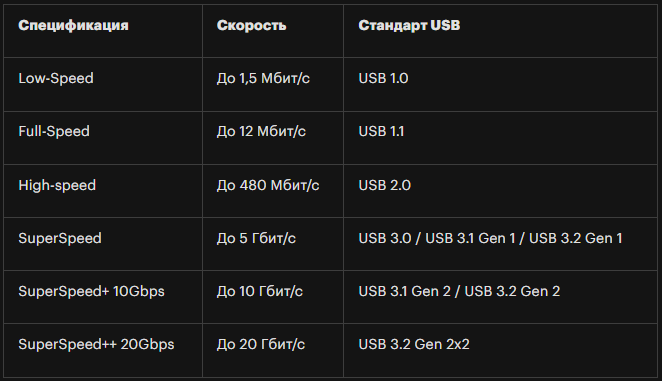 Спецификация Скорость Стандарт USB
Low-Speed До 1,5 Мбит/с USB 1.0
Full-Speed До 12 Мбит/с USB 1.1
High-speed До 480 Мбит/с USB 2.0
SuperSpeed До 5 Гбит/с USB 3.0 / USB 3.1 Gen 1 / USB 3.2 Gen 1
SuperSpeed+ 10Gbps До 10 Гбит/с USB 3.1 Gen 2 / USB 3.2 Gen 2
SuperSpeed++ 20Gbps До 20 Гбит/с USB 3.2 Gen 2x2